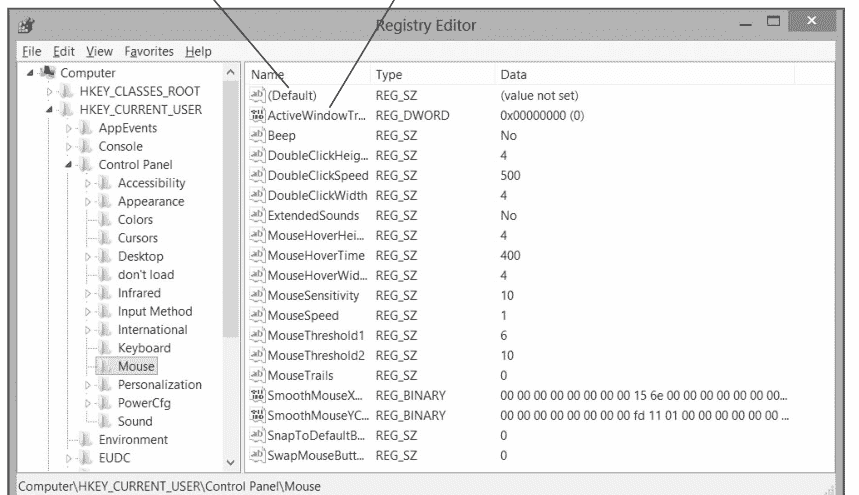 Registry Editor
File Edit View Favorites Help
Computer
HKEY_CLASSES_ROOT
HKEY_CURRENT_USER
AppEvents
Console
Control Panel
Accessibility
Appearance
Colors
Cursors
Desktop
don't load
Infrared
Input Method
International
Keyboard
Mouse
Personalization
PowerCfg
Sound
Environment
EUDC
Name Type Data
(Default) REG_SZ (value not set)
ActiveWindowTr... REG_DWORD 0x00000000 (0)
Beep REG_SZ No
DoubleClickHeig... REG_SZ 4
DoubleClickSpeed REG_SZ 500
DoubleClickWidth REG_SZ 4
ExtendedSounds REG_SZ No
MouseHoverHei... REG_SZ 4
MouseHoverTime REG_SZ 400
MouseHoverWid... REG_SZ 4
MouseSensitivity REG_SZ 10
MouseSpeed REG_SZ 1
MouseThreshold1 REG_SZ 6
MouseThreshold2 REG_SZ 10
MouseTrails REG_SZ 0
SmoothMouseX... REG_BINARY 00 00 00 00 00 00 00 00 15 6e 00 00 00 00 00 00...
SmoothMouseYC... REG_BINARY 00 00 00 00 00 00 00 00 fd 11 01 00 00 00 00 00 ...
SnapToDefaultB... REG_SZ 0
SwapMouseButt... REG_SZ 0
Computer\HKEY_CURRENT_USER\Control Panel\Mouse